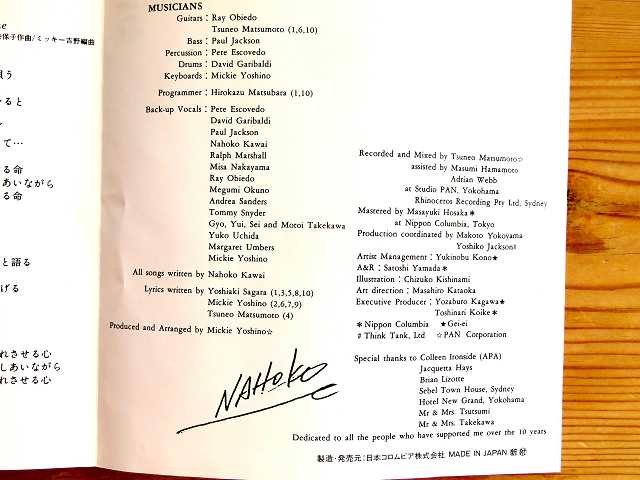 保子作曲/ミッキー吉野編曲
MUSICIANS
Guitars : Ray Obiedo
Tsuneo Matsumoto (1,6,10)
Bass : Paul Jackson
Percussion : Pete Escovedo
Drums : David Garibaldi
Keyboards : Mickie Yoshino
Programmer : Hirokazu Matsubara (1,10)
Back-up Vocals : Pete Escovedo
David Garibaldi
Paul Jackson
Nahoko Kawai
Ralph Marshall
Misa Nakayama
Ray Obiedo
Megumi Okuno
Andrea Sanders
Tommy Snyder
Gyo, Yui, Sei and Motoi Takekawa
Yuko Uchida
Margaret Umbers
Mickie Yoshino
All songs written by Nahoko Kawai
Lyrics written by Yoshiaki Sagara (1,3,5,8,10)
Mickie Yoshino (2,6,7,9)
Tsuneo Matsumoto (4)
Produced and Arranged by Mickie Yoshino☆
NAHOKO
Recorded and Mixed by Tsuneo Matsumoto☆
assisted by Masumi Hamamoto
Adrian Webb
at Studio PAN, Yokohama
Rhinoceros Recording Pty Ltd, Sydney
Mastered by Masayuki Hosaka＊
at Nippon Columbia, Tokyo
Production coordinated by Makoto Yokoyama
Yoshiko Jackson♯
Artist Management : Yukinobu Kono★
A&R : Satoshi Yamada＊
Illustration : Chizuko Kishinami
Art direction : Masahiro Kataoka
Executive Producer : Yozaburo Kagawa★
Toshinari Koike★
＊Nippon Columbia ★Gei-ei
♯Think Tank, Ltd ☆PAN Corporation
Special thanks to Colleen Ironside (APA)
Jacquetta Hays
Brian Lizotte
Sebel Town House, Sydney
Hotel New Grand, Yokohama
Mr & Mrs. Tsutsumi
Mr & Mrs. Takekawa
Dedicated to all the people who have supported me over the 10 years
製造・発売元：日本コロムビア株式会社 MADE IN JAPAN
ると
て…
る命
あいながら
る命
と語る
げる
れさせる心
しあいながら
れさせる心